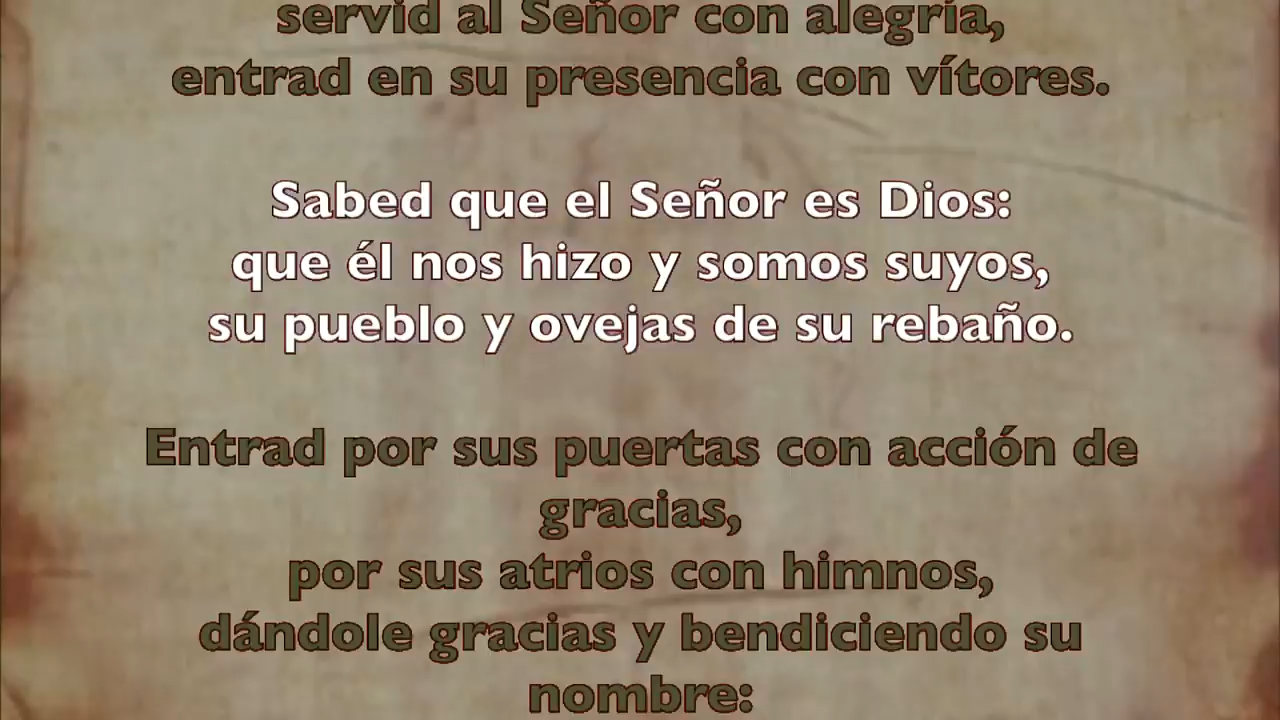 servid al Señor con alegría,
entrad en su presencia con vítores.
Sabed que el Señor es Dios:
que él nos hizo y somos suyos,
su pueblo y ovejas de su rebaño.
Entrad por sus puertas con acción de
gracias,
por sus atrios con himnos,
dándole gracias y bendiciendo su
nombre: